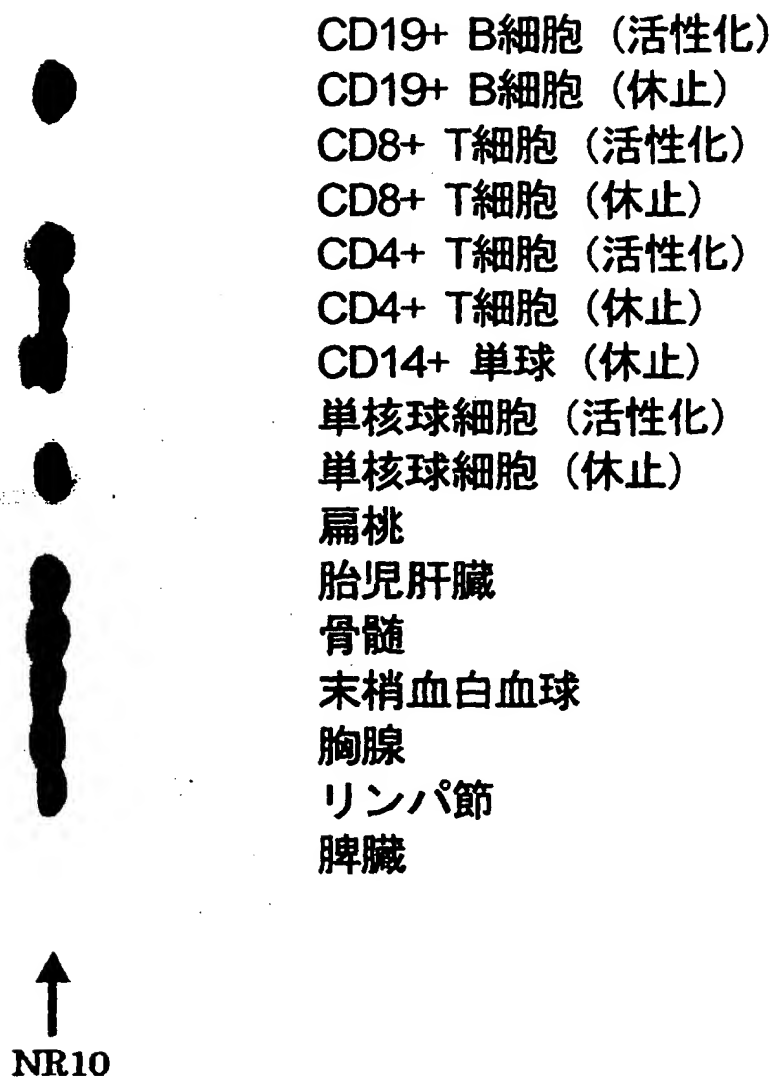 CD19+ B細胞（活性化）
CD19+ B細胞（休止）
CD8+ T細胞（活性化）
CD8+ T細胞（休止）
CD4+ T細胞（活性化）
CD4+ T細胞（休止）
CD14+ 単球（休止）
単核球細胞（活性化）
単核球細胞（休止）
扁桃
胎児肝臓
骨髄
末梢血白血球
胸腺
リンパ節
脾臓
NR10